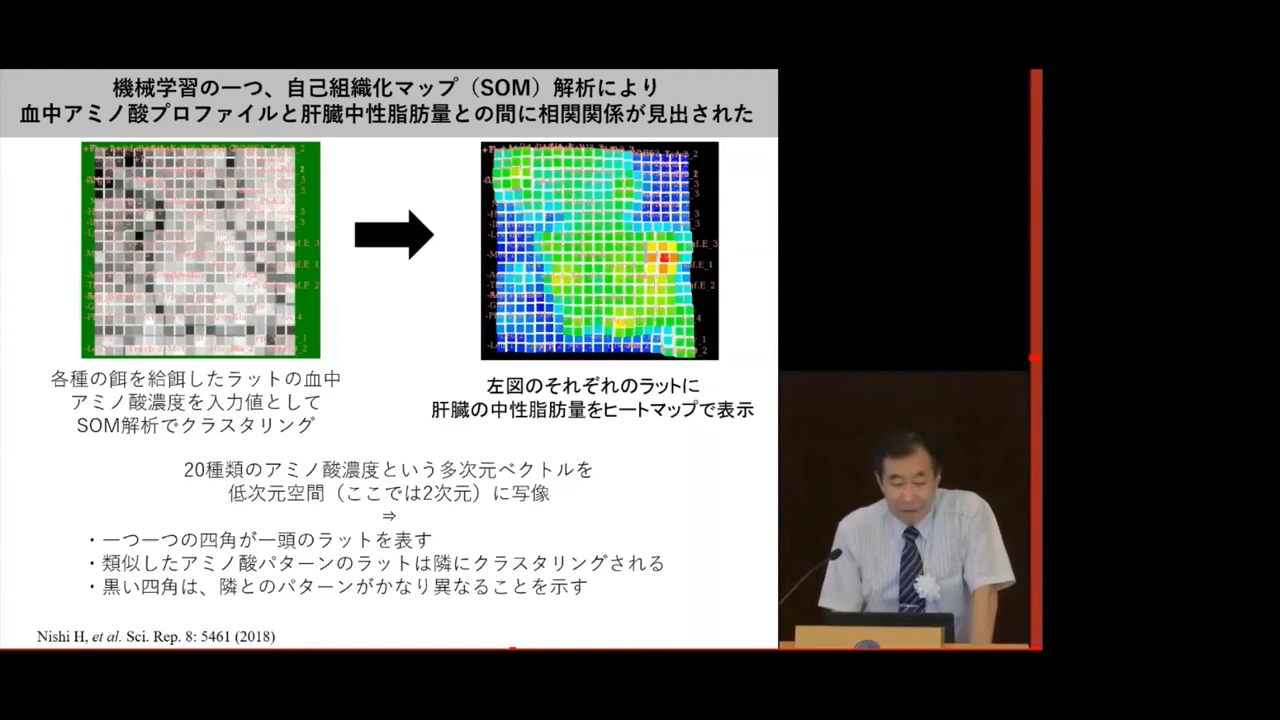 機械学習の一つ、自己組織化マップ（SOM）解析により
血中アミノ酸プロファイルと肝臓中性脂肪量との間に相関関係が見出された
各種の餌を給餌したラットの血中
アミノ酸濃度を入力値として
SOM解析でクラスタリング
左図のそれぞれのラットに
肝臓の中性脂肪量をヒートマップで表示
20種類のアミノ酸濃度という多次元ベクトルを
低次元空間（ここでは2次元）に写像
⇒
・一つ一つの四角が一頭のラットを表す
・類似したアミノ酸パターンのラットは隣にクラスタリングされる
・黒い四角は、隣とのパターンがかなり異なることを示す
Nishi H, et al. Sci. Rep. 8: 5461 (2018)